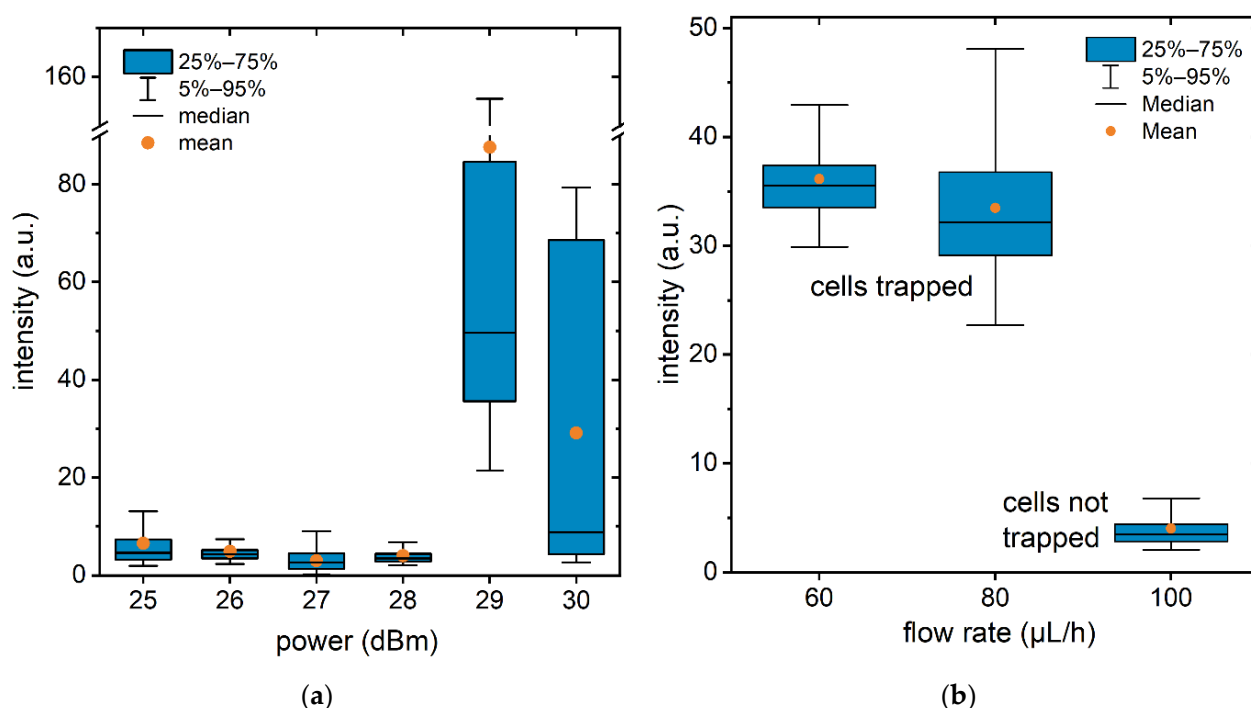 160
80
60
40
20
0
intensity (a.u.)
25%–75%
5%–95%
median
mean
25 26 27 28 29 30
power (dBm)
(a)
50
40
30
20
10
0
intensity (a.u.)
25%–75%
5%–95%
Median
Mean
cells trapped
cells not
trapped
60 80 100
flow rate (µL/h)
(b)